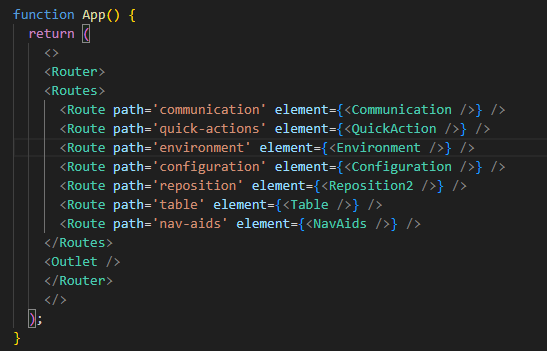 function App() {
return (
<>
<Router>
<Routes>
<Route path='communication' element={<Communication />} />
<Route path='quick-actions' element={<QuickAction />} />
<Route path='environment' element={<Environment />} />
<Route path='configuration' element={<Configuration />} />
<Route path='reposition' element={<Reposition2 />} />
<Route path='table' element={<Table />} />
<Route path='nav-aids' element={<NavAids />} />
</Routes>
<Outlet />
</Router>
</>
);
}